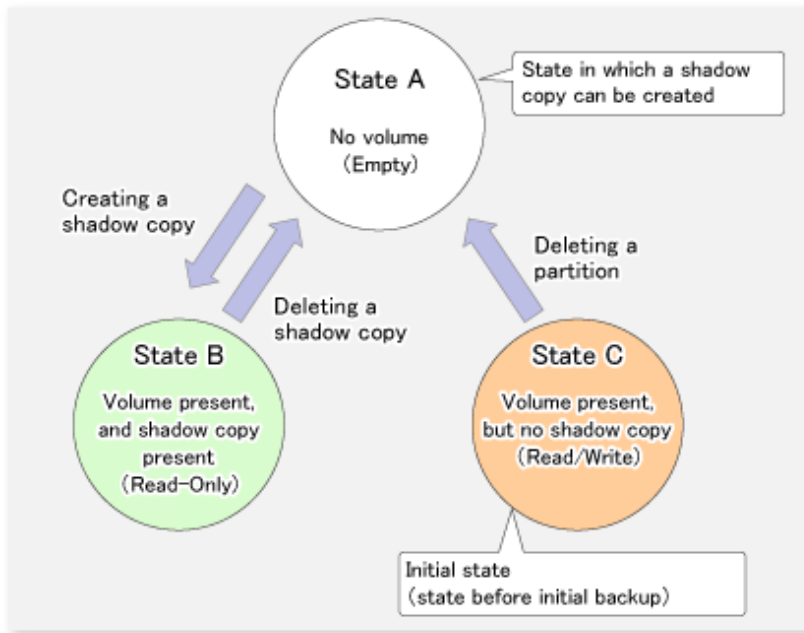 State A
No volume
(Empty)
State in which a shadow
copy can be created
Creating a
shadow copy
Deleting a
shadow copy
Deleting a
partition
State B
Volume present,
and shadow copy
present
(Read-Only)
State C
Volume present,
but no shadow copy
(Read/Write)
Initial state
(state before initial backup)